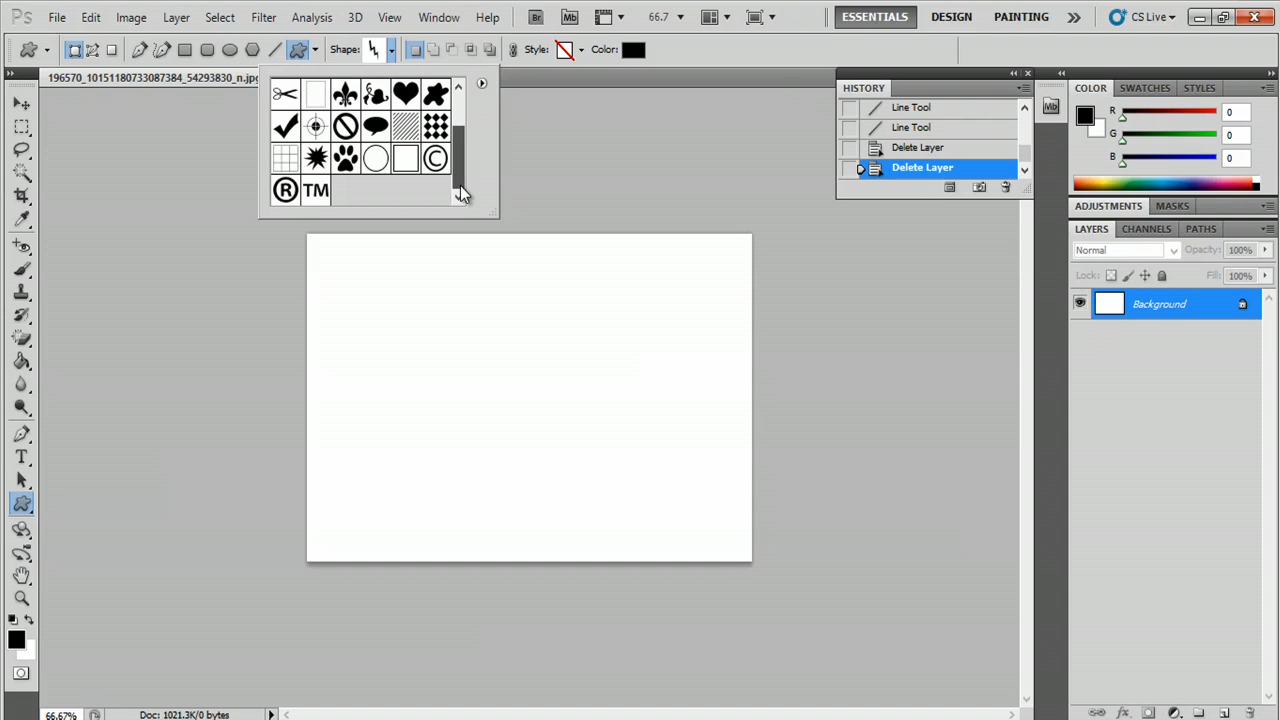 Ps File Edit Image Layer Select Filter Analysis 3D View Window Help Br Mb 66.7 ESSENTIALS DESIGN PAINTING CS Live
Shape: Style: Color:
196570_10151180733087384_54293830_n.jpg
© 
® TM
HISTORY
Line Tool
Line Tool
Delete Layer
Delete Layer
Mb
COLOR SWATCHES STYLES
R 0
G 0
B 0
ADJUSTMENTS MASKS
LAYERS CHANNELS PATHS
Normal Opacity: 100%
Lock: Fill: 100%
Background
T
fx
66.67% Doc: 1021.3K/0 bytes